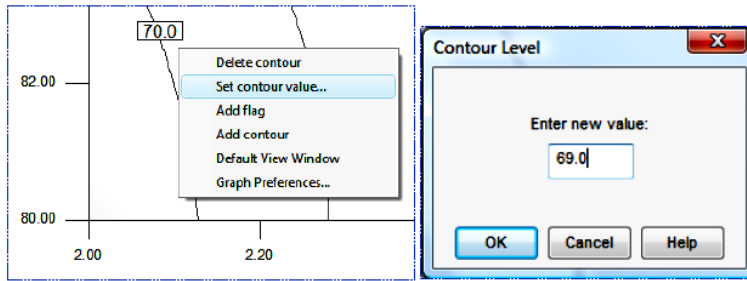 70.0
82.00
80.00
2.00
2.20
Delete contour
Set contour value...
Add flag
Add contour
Default View Window
Graph Preferences...
Contour Level
X
Enter new value:
69.0
OK
Cancel
Help